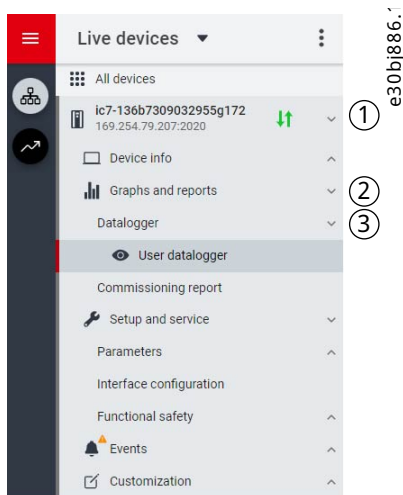 Live devices
All devices
ic7-136b7309032955g172
169.254.79.207:2020
1
Device info
Graphs and reports
2
Datalogger
3
User datalogger
Commissioning report
Setup and service
Parameters
Interface configuration
Functional safety
Events
Customization